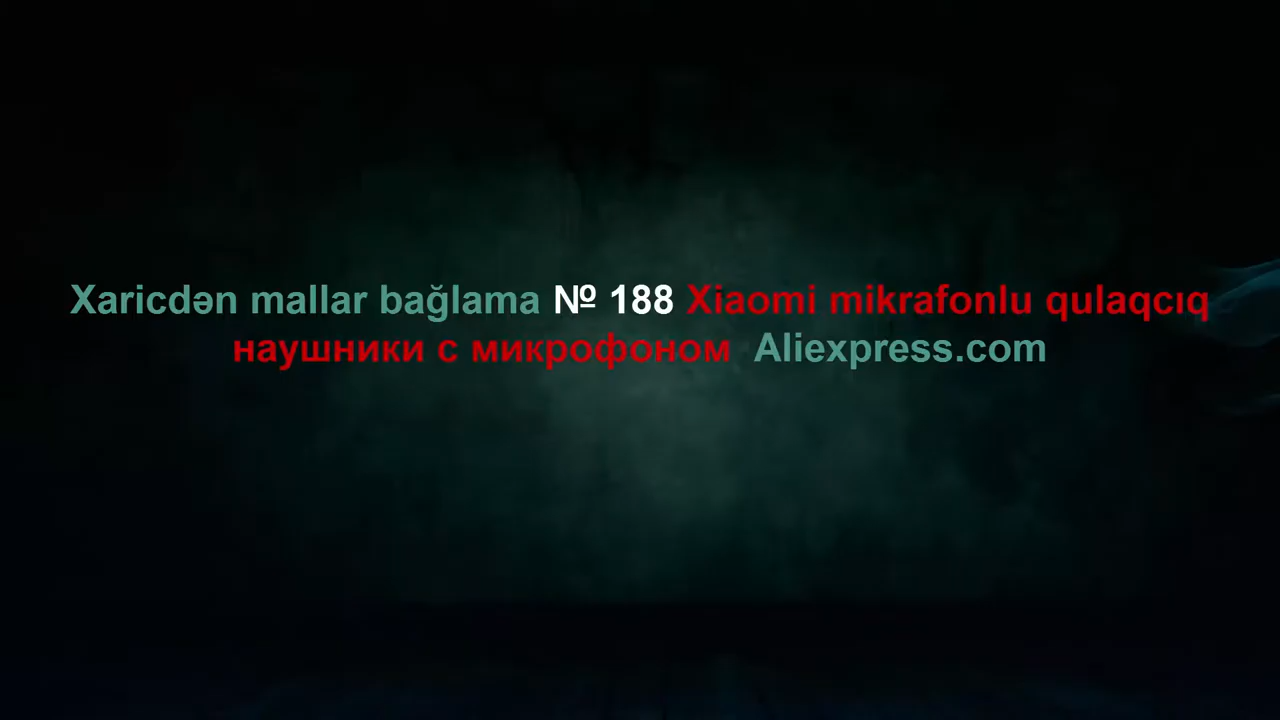 Xaricdən mallar bağlama № 188 Xiaomi mikrafonlu qulaqcıq
наушники с микрофоном Aliexpress.com